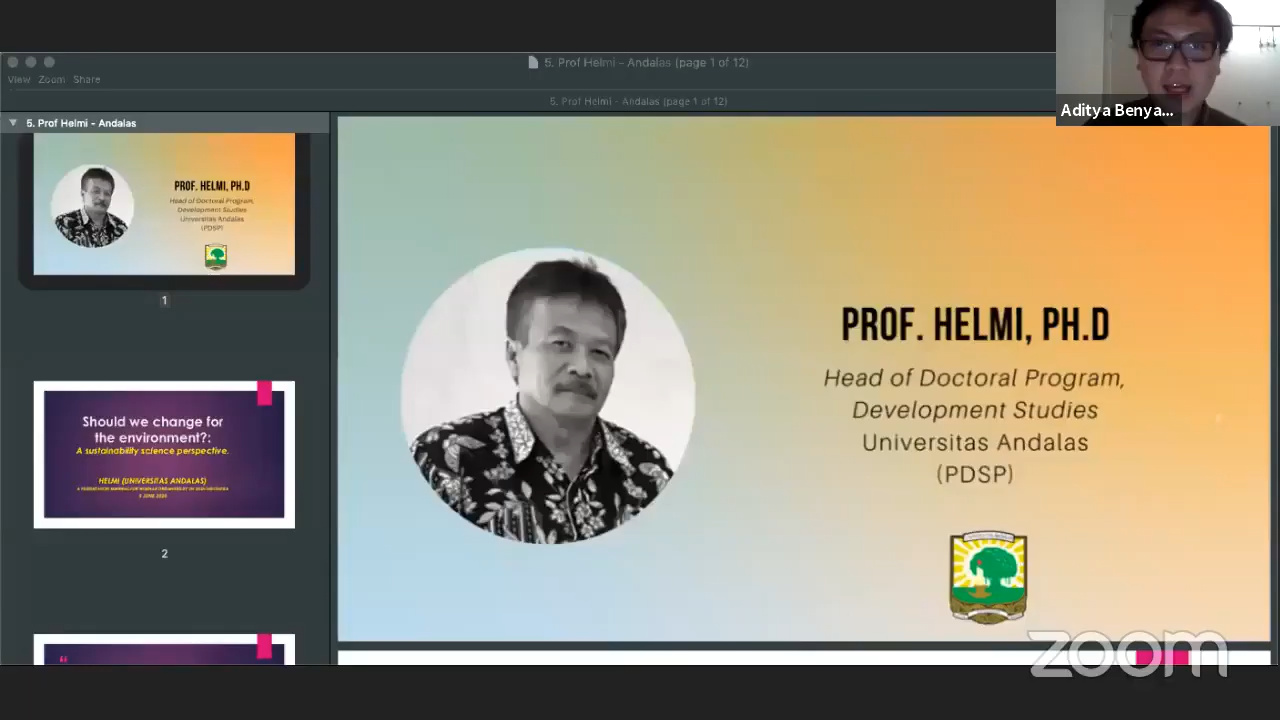 5. Prof Helmi - Andalas (page 1 of 12)
View Zoom Share
5. Prof Helmi - Andalas (page 1 of 12)
Aditya Benya...
5. Prof Helmi - Andalas
PROF. HELMI, PH.D
Head of Doctoral Program,
Development Studies
Universitas Andalas
(PDSP)
1
Should we change for
the environment?:
A sustainability science perspective.
HELMI (UNIVERSITAS ANDALAS)
2
PROF. HELMI, PH.D
Head of Doctoral Program,
Development Studies
Universitas Andalas
(PDSP)
zoom